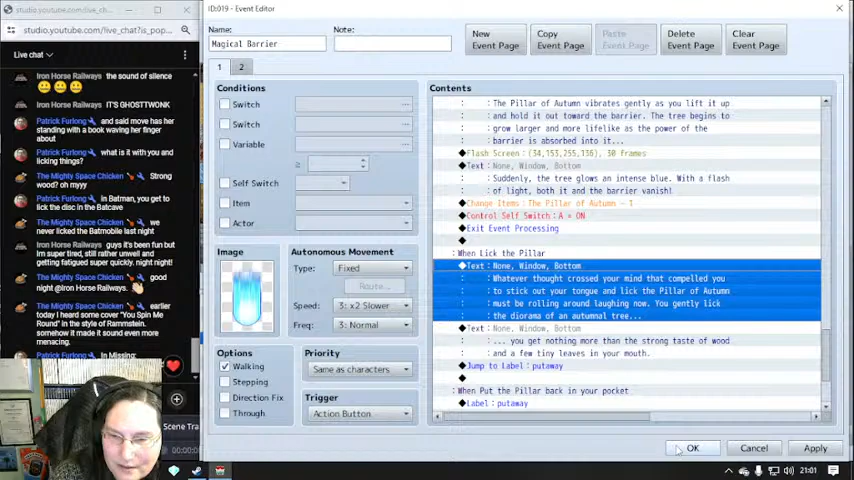 studio.youtube.com/live_ch...
studio.youtube.com/live_chat?is_pop...
Live chat
Iron Horse Railways the sound of silence
Iron Horse Railways IT'S GHOSTTWONK
Patrick Furlong and said move has her
standing with a book waving her finger
about
Patrick Furlong what is it with you and
licking things?
The Mighty Space Chicken Strong
wood? oh myyy
Patrick Furlong in Batman, you get to
lick the disc in the Batcave
The Mighty Space Chicken we
never licked the Batmobile last night
Iron Horse Railways guys it's been fun but
Im super tired, still rather unwell and
getting fatigued super quickly. night night!
The Mighty Space Chicken good
night @Iron Horse Railways.
The Mighty Space Chicken earlier
today I heard some cover "You Spin Me
Round" in the style of Rammstein.
somehow it made it sound even more
menacing.
Patrick Furlong In Missing:
Scene Tra
ID:019 - Event Editor
Name:
Magical Barrier
Note:
New
Event Page
Copy
Event Page
Paste
Event Page
Delete
Event Page
Clear
Event Page
1 2
Conditions
Switch
Switch
Variable
≥
Self Switch
Item
Actor
Image
Autonomous Movement
Type: Fixed
Route...
Speed: 3: x2 Slower
Freq: 3: Normal
Options
Walking
Stepping
Direction Fix
Through
Priority
Same as characters
Trigger
Action Button
Contents
: :The Pillar of Autumn vibrates gently as you lift it up
: :and hold it out toward the barrier. The tree begins to
: :grow larger and more lifelike as the power of the
: :barrier is absorbed into it...
◆Flash Screen：(34,153,255,136), 30 frames
◆Text：None, Window, Bottom
: :Suddenly, the tree glows an intense blue. With a flash
: :of light, both it and the barrier vanish!
◆Change Items：The Pillar of Autumn - 1
◆Control Self Switch：A = ON
◆Exit Event Processing
◆
:When Lick the Pillar
◆Text：None, Window, Bottom
: :Whatever thought crossed your mind that compelled you
: :to stick out your tongue and lick the Pillar of Autumn
: :must be rolling around laughing now. You gently lick
: :the diorama of an autumnal tree...
◆Text：None, Window, Bottom
: :... you get nothing more than the strong taste of wood
: :and a few tiny leaves in your mouth.
◆Jump to Label：putaway
◆
:When Put the Pillar back in your pocket
◆Label：putaway
OK Cancel Apply
21:01